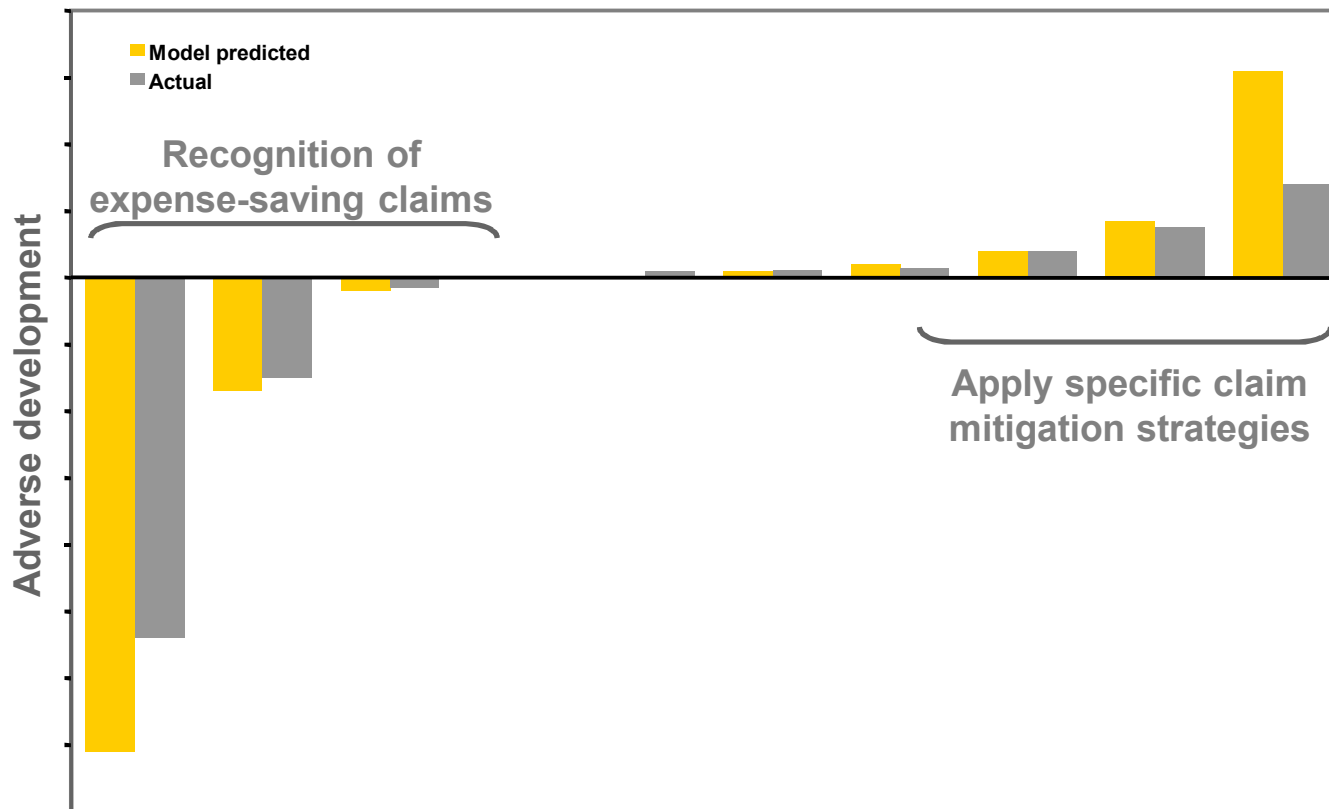 Model predicted
Actual
Recognition of
expense-saving claims
Adverse development
Apply specific claim
mitigation strategies